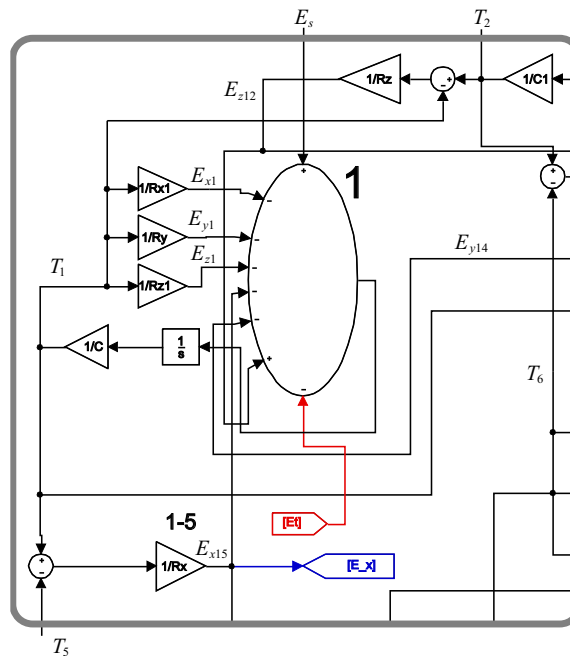 E_s T_2
1/Rz + - 1/C1
E_z12
+ 1 + -
1/Rx1 E_x1 -
1/Ry E_y1 - E_y14
T_1 1/Rz1 E_z1 -
-
-
1/C 1/s +
T_6
-
[Et]
1-5
E_x15
+ - 1/Rx [E_x]
T_5